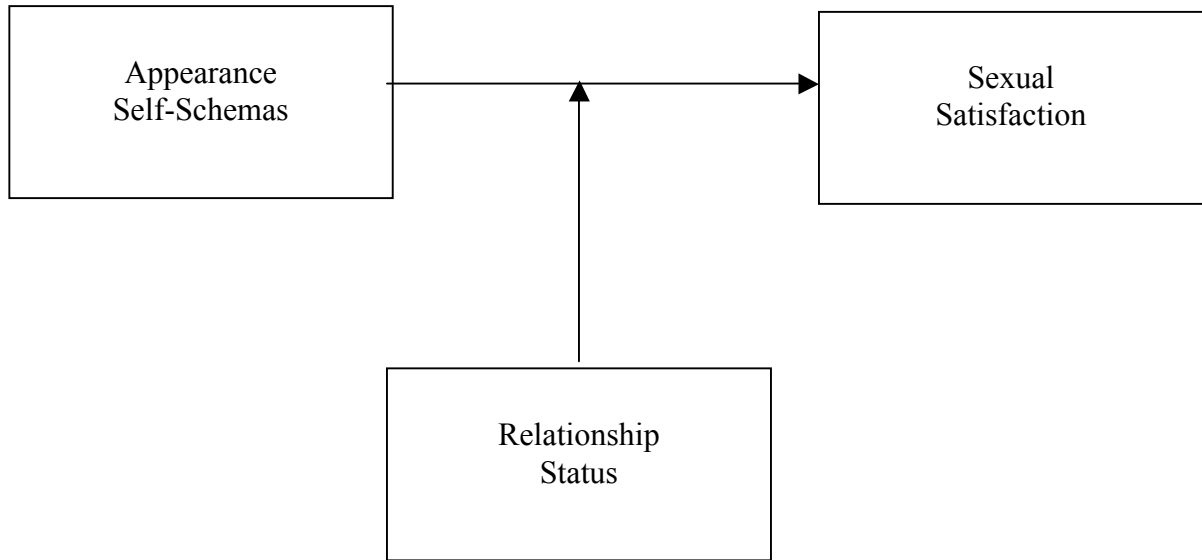 Appearance
Self-Schemas
Sexual
Satisfaction
Relationship
Status